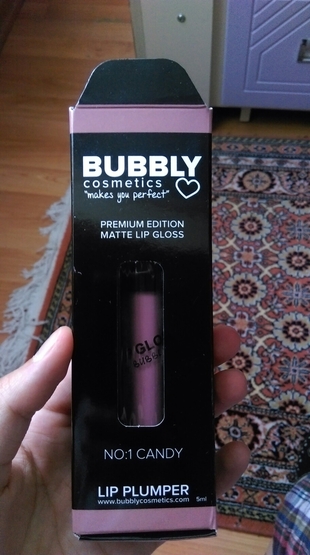 BUBBLY
cosmetics
"makes you perfect"
PREMIUM EDITION
MATTE LIP GLOSS
GLO
NO:1 CANDY
LIP PLUMPER
www.bubblycosmetics.com 5ml